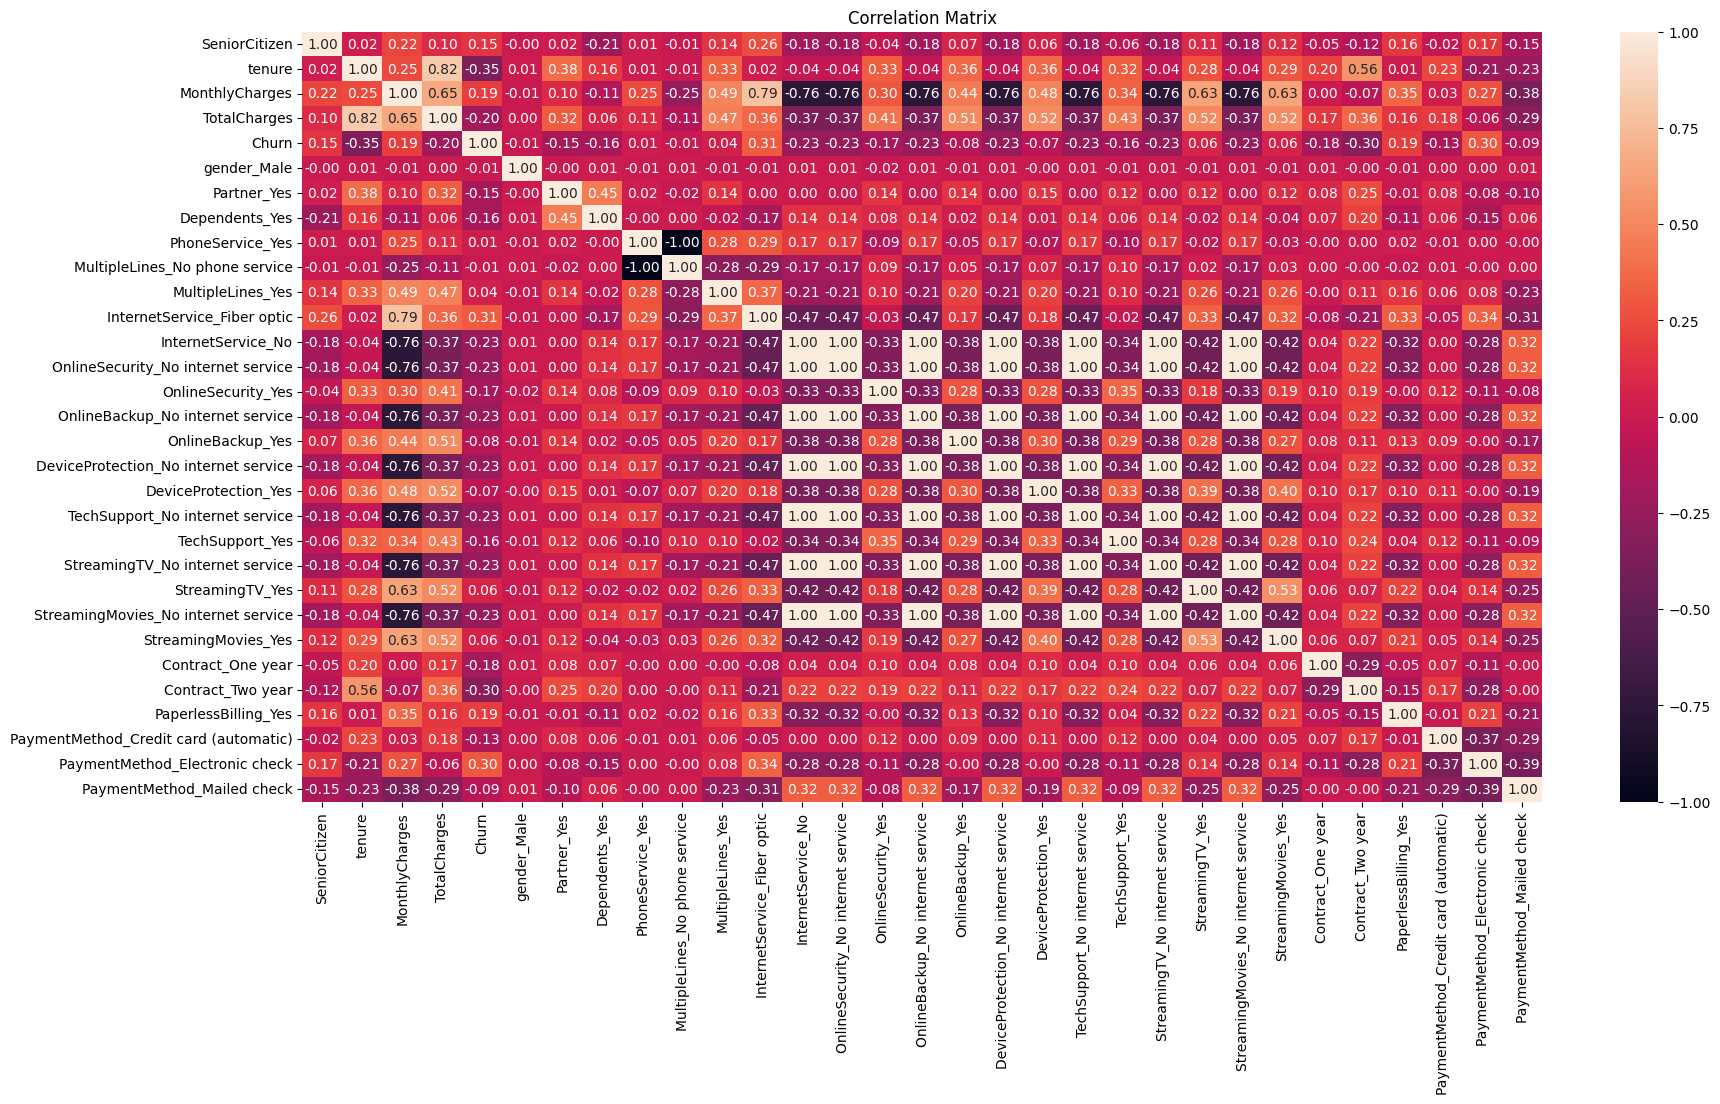 Correlation Matrix
SeniorCitizen 1.00 0.02 0.22 0.10 0.15 -0.00 0.02 -0.21 0.01 -0.01 0.14 0.26 -0.18 -0.18 -0.04 -0.18 0.07 -0.18 0.06 -0.18 -0.06 -0.18 0.11 -0.18 0.12 -0.05 -0.12 0.16 -0.02 0.17 -0.15
tenure 0.02 1.00 0.25 0.82 -0.35 0.01 0.38 0.16 0.01 -0.01 0.33 0.02 -0.04 -0.04 0.33 -0.04 0.36 -0.04 0.36 -0.04 0.32 -0.04 0.28 -0.04 0.29 0.20 0.56 0.01 0.23 -0.21 -0.23
MonthlyCharges 0.22 0.25 1.00 0.65 0.19 -0.01 0.10 -0.11 0.25 -0.25 0.49 0.79 -0.76 -0.76 0.30 -0.76 0.44 -0.76 0.48 -0.76 0.34 -0.76 0.63 -0.76 0.63 0.00 -0.07 0.35 0.03 0.27 -0.38
TotalCharges 0.10 0.82 0.65 1.00 -0.20 0.00 0.32 0.06 0.11 -0.11 0.47 0.36 -0.37 -0.37 0.41 -0.37 0.51 -0.37 0.52 -0.37 0.43 -0.37 0.52 -0.37 0.52 0.17 0.36 0.16 0.18 -0.06 -0.29
Churn 0.15 -0.35 0.19 -0.20 1.00 -0.01 -0.15 -0.16 0.01 -0.01 0.04 0.31 -0.23 -0.23 -0.17 -0.23 -0.08 -0.23 -0.07 -0.23 -0.16 -0.23 0.06 -0.23 0.06 -0.18 -0.30 0.19 -0.13 0.30 -0.09
gender_Male -0.00 0.01 -0.01 0.00 -0.01 1.00 -0.00 0.01 -0.01 0.01 -0.01 -0.01 0.01 0.01 -0.02 0.01 -0.01 0.01 -0.00 0.01 -0.01 0.01 -0.01 0.01 -0.01 0.01 -0.00 -0.01 0.00 0.00 0.01
Partner_Yes 0.02 0.38 0.10 0.32 -0.15 -0.00 1.00 0.45 0.02 -0.02 0.14 0.00 0.00 0.00 0.14 0.00 0.14 0.00 0.15 0.00 0.12 0.00 0.12 0.00 0.12 0.08 0.25 -0.01 0.08 -0.08 -0.10
Dependents_Yes -0.21 0.16 -0.11 0.06 -0.16 0.01 0.45 1.00 -0.00 0.00 -0.02 -0.17 0.14 0.14 0.08 0.14 0.02 0.14 0.01 0.14 0.06 0.14 -0.02 0.14 -0.04 0.07 0.20 -0.11 0.06 -0.15 0.06
PhoneService_Yes 0.01 0.01 0.25 0.11 0.01 -0.01 0.02 -0.00 1.00 -1.00 0.28 0.29 0.17 0.17 -0.09 0.17 -0.05 0.17 -0.07 0.17 -0.10 0.17 -0.02 0.17 -0.03 -0.00 0.00 0.02 -0.01 0.00 -0.00
MultipleLines_No phone service -0.01 -0.01 -0.25 -0.11 -0.01 0.01 -0.02 0.00 -1.00 1.00 -0.28 -0.29 -0.17 -0.17 0.09 -0.17 0.05 -0.17 0.07 -0.17 0.10 -0.17 0.02 -0.17 0.03 0.00 -0.00 -0.02 0.01 -0.00 0.00
MultipleLines_Yes 0.14 0.33 0.49 0.47 0.04 -0.01 0.14 -0.02 0.28 -0.28 1.00 0.37 -0.21 -0.21 0.10 -0.21 0.20 -0.21 0.20 -0.21 0.10 -0.21 0.26 -0.21 0.26 -0.00 0.11 0.16 0.06 0.08 -0.23
InternetService_Fiber optic 0.26 0.02 0.79 0.36 0.31 -0.01 0.00 -0.17 0.29 -0.29 0.37 1.00 -0.47 -0.47 -0.03 -0.47 0.17 -0.47 0.18 -0.47 -0.02 -0.47 0.33 -0.47 0.32 -0.08 -0.21 0.33 -0.05 0.34 -0.31
InternetService_No -0.18 -0.04 -0.76 -0.37 -0.23 0.01 0.00 0.14 0.17 -0.17 -0.21 -0.47 1.00 1.00 -0.33 1.00 -0.38 1.00 -0.38 1.00 -0.34 1.00 -0.42 1.00 -0.42 0.04 0.22 -0.32 0.00 -0.28 0.32
OnlineSecurity_No internet service -0.18 -0.04 -0.76 -0.37 -0.23 0.01 0.00 0.14 0.17 -0.17 -0.21 -0.47 1.00 1.00 -0.33 1.00 -0.38 1.00 -0.38 1.00 -0.34 1.00 -0.42 1.00 -0.42 0.04 0.22 -0.32 0.00 -0.28 0.32
OnlineSecurity_Yes -0.04 0.33 0.30 0.41 -0.17 -0.02 0.14 0.08 -0.09 0.09 0.10 -0.03 -0.33 -0.33 1.00 -0.33 0.28 -0.33 0.28 -0.33 0.35 -0.33 0.18 -0.33 0.19 0.10 0.19 -0.00 0.12 -0.11 -0.08
OnlineBackup_No internet service -0.18 -0.04 -0.76 -0.37 -0.23 0.01 0.00 0.14 0.17 -0.17 -0.21 -0.47 1.00 1.00 -0.33 1.00 -0.38 1.00 -0.38 1.00 -0.34 1.00 -0.42 1.00 -0.42 0.04 0.22 -0.32 0.00 -0.28 0.32
OnlineBackup_Yes 0.07 0.36 0.44 0.51 -0.08 -0.01 0.14 0.02 -0.05 0.05 0.20 0.17 -0.38 -0.38 0.28 -0.38 1.00 -0.38 0.30 -0.38 0.29 -0.38 0.28 -0.38 0.27 0.08 0.11 0.13 0.09 -0.00 -0.17
DeviceProtection_No internet service -0.18 -0.04 -0.76 -0.37 -0.23 0.01 0.00 0.14 0.17 -0.17 -0.21 -0.47 1.00 1.00 -0.33 1.00 -0.38 1.00 -0.38 1.00 -0.34 1.00 -0.42 1.00 -0.42 0.04 0.22 -0.32 0.00 -0.28 0.32
DeviceProtection_Yes 0.06 0.36 0.48 0.52 -0.07 -0.00 0.15 0.01 -0.07 0.07 0.20 0.18 -0.38 -0.38 0.28 -0.38 0.30 -0.38 1.00 -0.38 0.33 -0.38 0.39 -0.38 0.40 0.10 0.17 0.10 0.11 -0.00 -0.19
TechSupport_No internet service -0.18 -0.04 -0.76 -0.37 -0.23 0.01 0.00 0.14 0.17 -0.17 -0.21 -0.47 1.00 1.00 -0.33 1.00 -0.38 1.00 -0.38 1.00 -0.34 1.00 -0.42 1.00 -0.42 0.04 0.22 -0.32 0.00 -0.28 0.32
TechSupport_Yes -0.06 0.32 0.34 0.43 -0.16 -0.01 0.12 0.06 -0.10 0.10 0.10 -0.02 -0.34 -0.34 0.35 -0.34 0.29 -0.34 0.33 -0.34 1.00 -0.34 0.28 -0.34 0.28 0.10 0.24 0.04 0.12 -0.11 -0.09
StreamingTV_No internet service -0.18 -0.04 -0.76 -0.37 -0.23 0.01 0.00 0.14 0.17 -0.17 -0.21 -0.47 1.00 1.00 -0.33 1.00 -0.38 1.00 -0.38 1.00 -0.34 1.00 -0.42 1.00 -0.42 0.04 0.22 -0.32 0.00 -0.28 0.32
StreamingTV_Yes 0.11 0.28 0.63 0.52 0.06 -0.01 0.12 -0.02 -0.02 0.02 0.26 0.33 -0.42 -0.42 0.18 -0.42 0.28 -0.42 0.39 -0.42 0.28 -0.42 1.00 -0.42 0.53 0.06 0.07 0.22 0.04 0.14 -0.25
StreamingMovies_No internet service -0.18 -0.04 -0.76 -0.37 -0.23 0.01 0.00 0.14 0.17 -0.17 -0.21 -0.47 1.00 1.00 -0.33 1.00 -0.38 1.00 -0.38 1.00 -0.34 1.00 -0.42 1.00 -0.42 0.04 0.22 -0.32 0.00 -0.28 0.32
StreamingMovies_Yes 0.12 0.29 0.63 0.52 0.06 -0.01 0.12 -0.04 -0.03 0.03 0.26 0.32 -0.42 -0.42 0.19 -0.42 0.27 -0.42 0.40 -0.42 0.28 -0.42 0.53 -0.42 1.00 0.06 0.07 0.21 0.05 0.14 -0.25
Contract_One year -0.05 0.20 0.00 0.17 -0.18 0.01 0.08 0.07 -0.00 0.00 -0.00 -0.08 0.04 0.04 0.10 0.04 0.08 0.04 0.10 0.04 0.10 0.04 0.06 0.04 0.06 1.00 -0.29 -0.05 0.07 -0.11 -0.00
Contract_Two year -0.12 0.56 -0.07 0.36 -0.30 -0.00 0.25 0.20 0.00 -0.00 0.11 -0.21 0.22 0.22 0.19 0.22 0.11 0.22 0.17 0.22 0.24 0.22 0.07 0.22 0.07 -0.29 1.00 -0.15 0.17 -0.28 -0.00
PaperlessBilling_Yes 0.16 0.01 0.35 0.16 0.19 -0.01 -0.01 -0.11 0.02 -0.02 0.16 0.33 -0.32 -0.32 -0.00 -0.32 0.13 -0.32 0.10 -0.32 0.04 -0.32 0.22 -0.32 0.21 -0.05 -0.15 1.00 -0.01 0.21 -0.21
PaymentMethod_Credit card (automatic) -0.02 0.23 0.03 0.18 -0.13 0.00 0.08 0.06 -0.01 0.01 0.06 -0.05 0.00 0.00 0.12 0.00 0.09 0.00 0.11 0.00 0.12 0.00 0.04 0.00 0.05 0.07 0.17 -0.01 1.00 -0.37 -0.29
PaymentMethod_Electronic check 0.17 -0.21 0.27 -0.06 0.30 0.00 -0.08 -0.15 0.00 -0.00 0.08 0.34 -0.28 -0.28 -0.11 -0.28 -0.00 -0.28 -0.00 -0.28 -0.11 -0.28 0.14 -0.28 0.14 -0.11 -0.28 0.21 -0.37 1.00 -0.39
PaymentMethod_Mailed check -0.15 -0.23 -0.38 -0.29 -0.09 0.01 -0.10 0.06 -0.00 0.00 -0.23 -0.31 0.32 0.32 -0.08 0.32 -0.17 0.32 -0.19 0.32 -0.09 0.32 -0.25 0.32 -0.25 -0.00 -0.00 -0.21 -0.29 -0.39 1.00
SeniorCitizen
tenure
MonthlyCharges
TotalCharges
Churn
gender_Male
Partner_Yes
Dependents_Yes
PhoneService_Yes
MultipleLines_No phone service
MultipleLines_Yes
InternetService_Fiber optic
InternetService_No
OnlineSecurity_No internet service
OnlineSecurity_Yes
OnlineBackup_No internet service
OnlineBackup_Yes
DeviceProtection_No internet service
DeviceProtection_Yes
TechSupport_No internet service
TechSupport_Yes
StreamingTV_No internet service
StreamingTV_Yes
StreamingMovies_No internet service
StreamingMovies_Yes
Contract_One year
Contract_Two year
PaperlessBilling_Yes
PaymentMethod_Credit card (automatic)
PaymentMethod_Electronic check
PaymentMethod_Mailed check
1.00
0.75
0.50
0.25
0.00
−0.25
−0.50
−0.75
−1.00